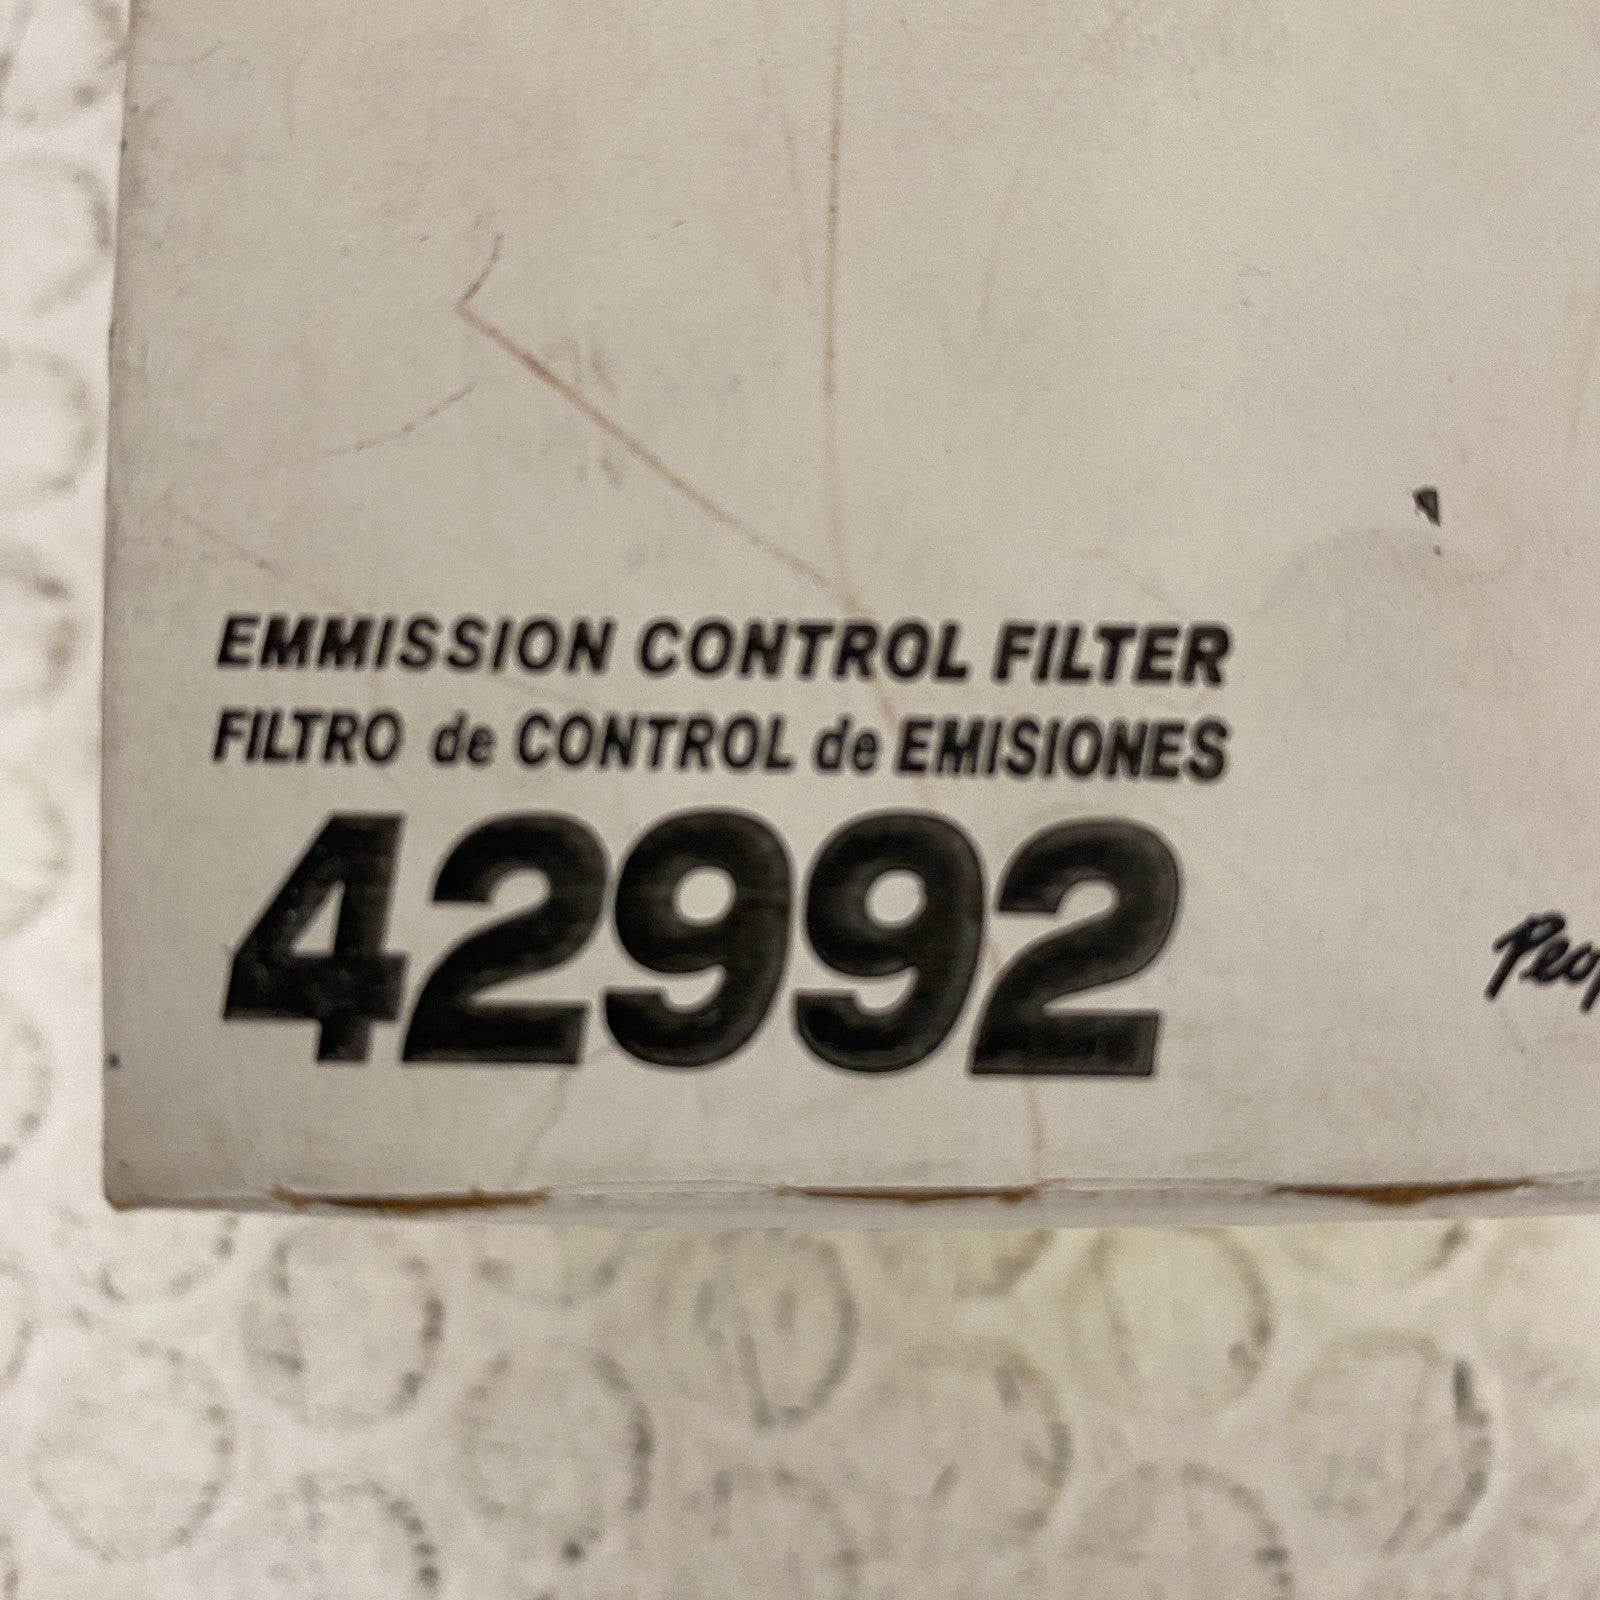 EMMISSION CONTROL FILTER
FILTRO de CONTROL de EMISIONES
42992